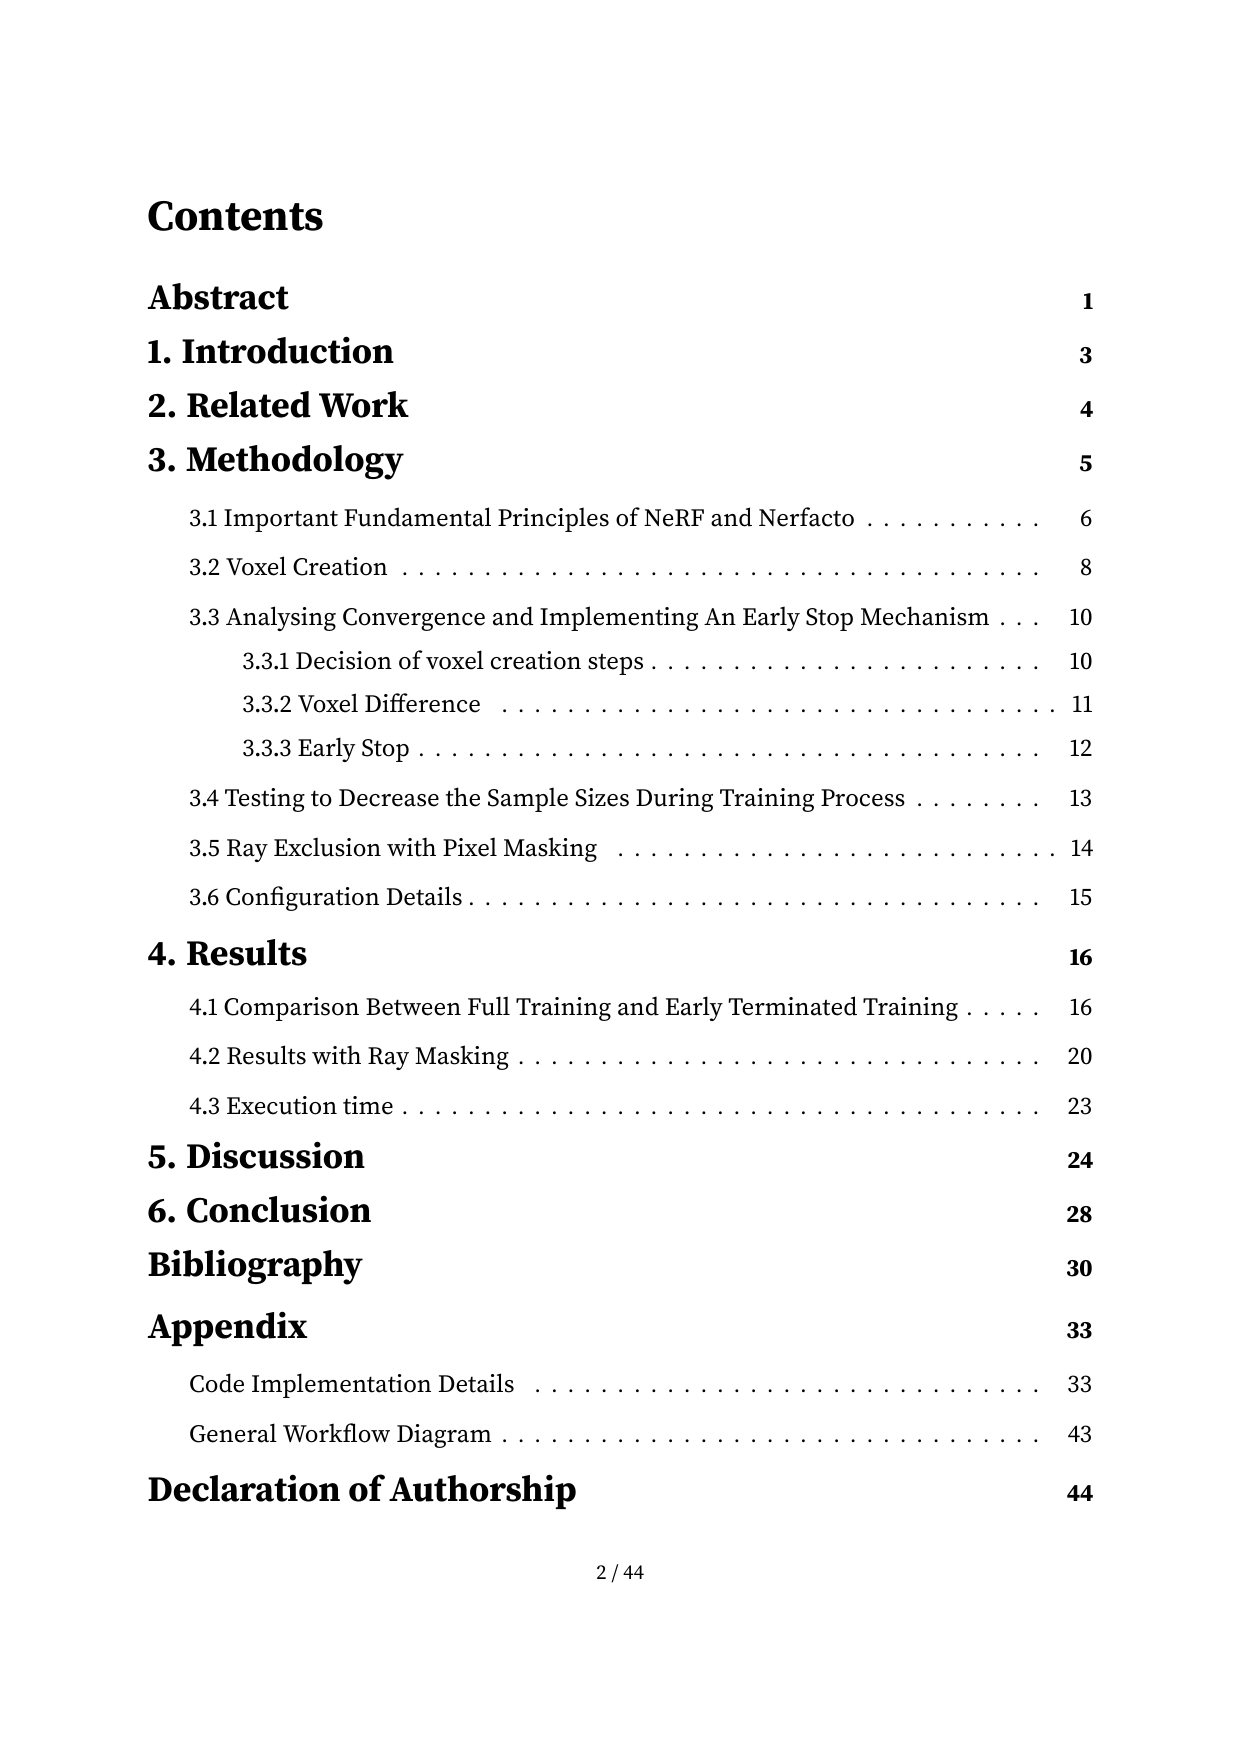 Contents
Abstract 1
1. Introduction 3
2. Related Work 4
3. Methodology 5
3.1 Important Fundamental Principles of NeRF and Nerfacto . . . . . . . . . . . 6
3.2 Voxel Creation . . . . . . . . . . . . . . . . . . . . . . . . . . . . . . . . . . . . . . . 8
3.3 Analysing Convergence and Implementing An Early Stop Mechanism . . . 10
3.3.1 Decision of voxel creation steps . . . . . . . . . . . . . . . . . . . . . . . . 10
3.3.2 Voxel Difference . . . . . . . . . . . . . . . . . . . . . . . . . . . . . . . . . . 11
3.3.3 Early Stop . . . . . . . . . . . . . . . . . . . . . . . . . . . . . . . . . . . . . . 12
3.4 Testing to Decrease the Sample Sizes During Training Process . . . . . . . . 13
3.5 Ray Exclusion with Pixel Masking . . . . . . . . . . . . . . . . . . . . . . . . . . . 14
3.6 Configuration Details . . . . . . . . . . . . . . . . . . . . . . . . . . . . . . . . . . . 15
4. Results 16
4.1 Comparison Between Full Training and Early Terminated Training . . . . . 16
4.2 Results with Ray Masking . . . . . . . . . . . . . . . . . . . . . . . . . . . . . . . . 20
4.3 Execution time . . . . . . . . . . . . . . . . . . . . . . . . . . . . . . . . . . . . . . . 23
5. Discussion 24
6. Conclusion 28
Bibliography 30
Appendix 33
Code Implementation Details . . . . . . . . . . . . . . . . . . . . . . . . . . . . . . . 33
General Workflow Diagram . . . . . . . . . . . . . . . . . . . . . . . . . . . . . . . . . 43
Declaration of Authorship 44
2 / 44